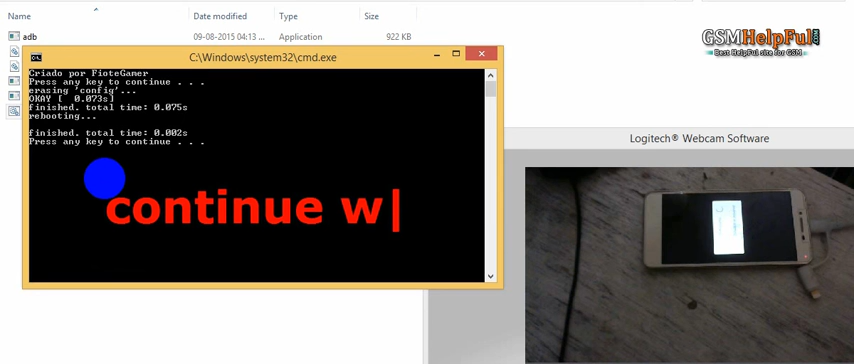 Name
Date modified
Type
Size
adb
09-08-2015 04:13 ...
Application
922 KB
GSMHelpFul.COM
Best HelpFul site for GSM
C:\Windows\system32\cmd.exe
Criado por FioteGamer
Press any key to continue . . .
erasing 'config'...
OKAY [  0.073s]
finished. total time: 0.075s
rebooting...
finished. total time: 0.002s
Press any key to continue . . .
continue w|
Logitech® Webcam Software